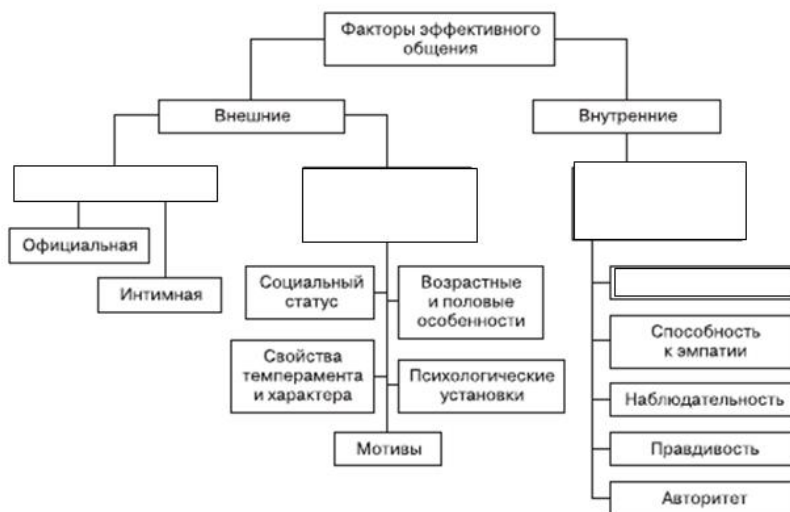 Факторы эффективного
общения
Внешние
Внутренние
Официальная
Интимная
Социальный
статус
Возрастные
и половые
особенности
Свойства
темперамента
и характера
Психологические
установки
Мотивы
Способность
к эмпатии
Наблюдательность
Правдивость
Авторитет